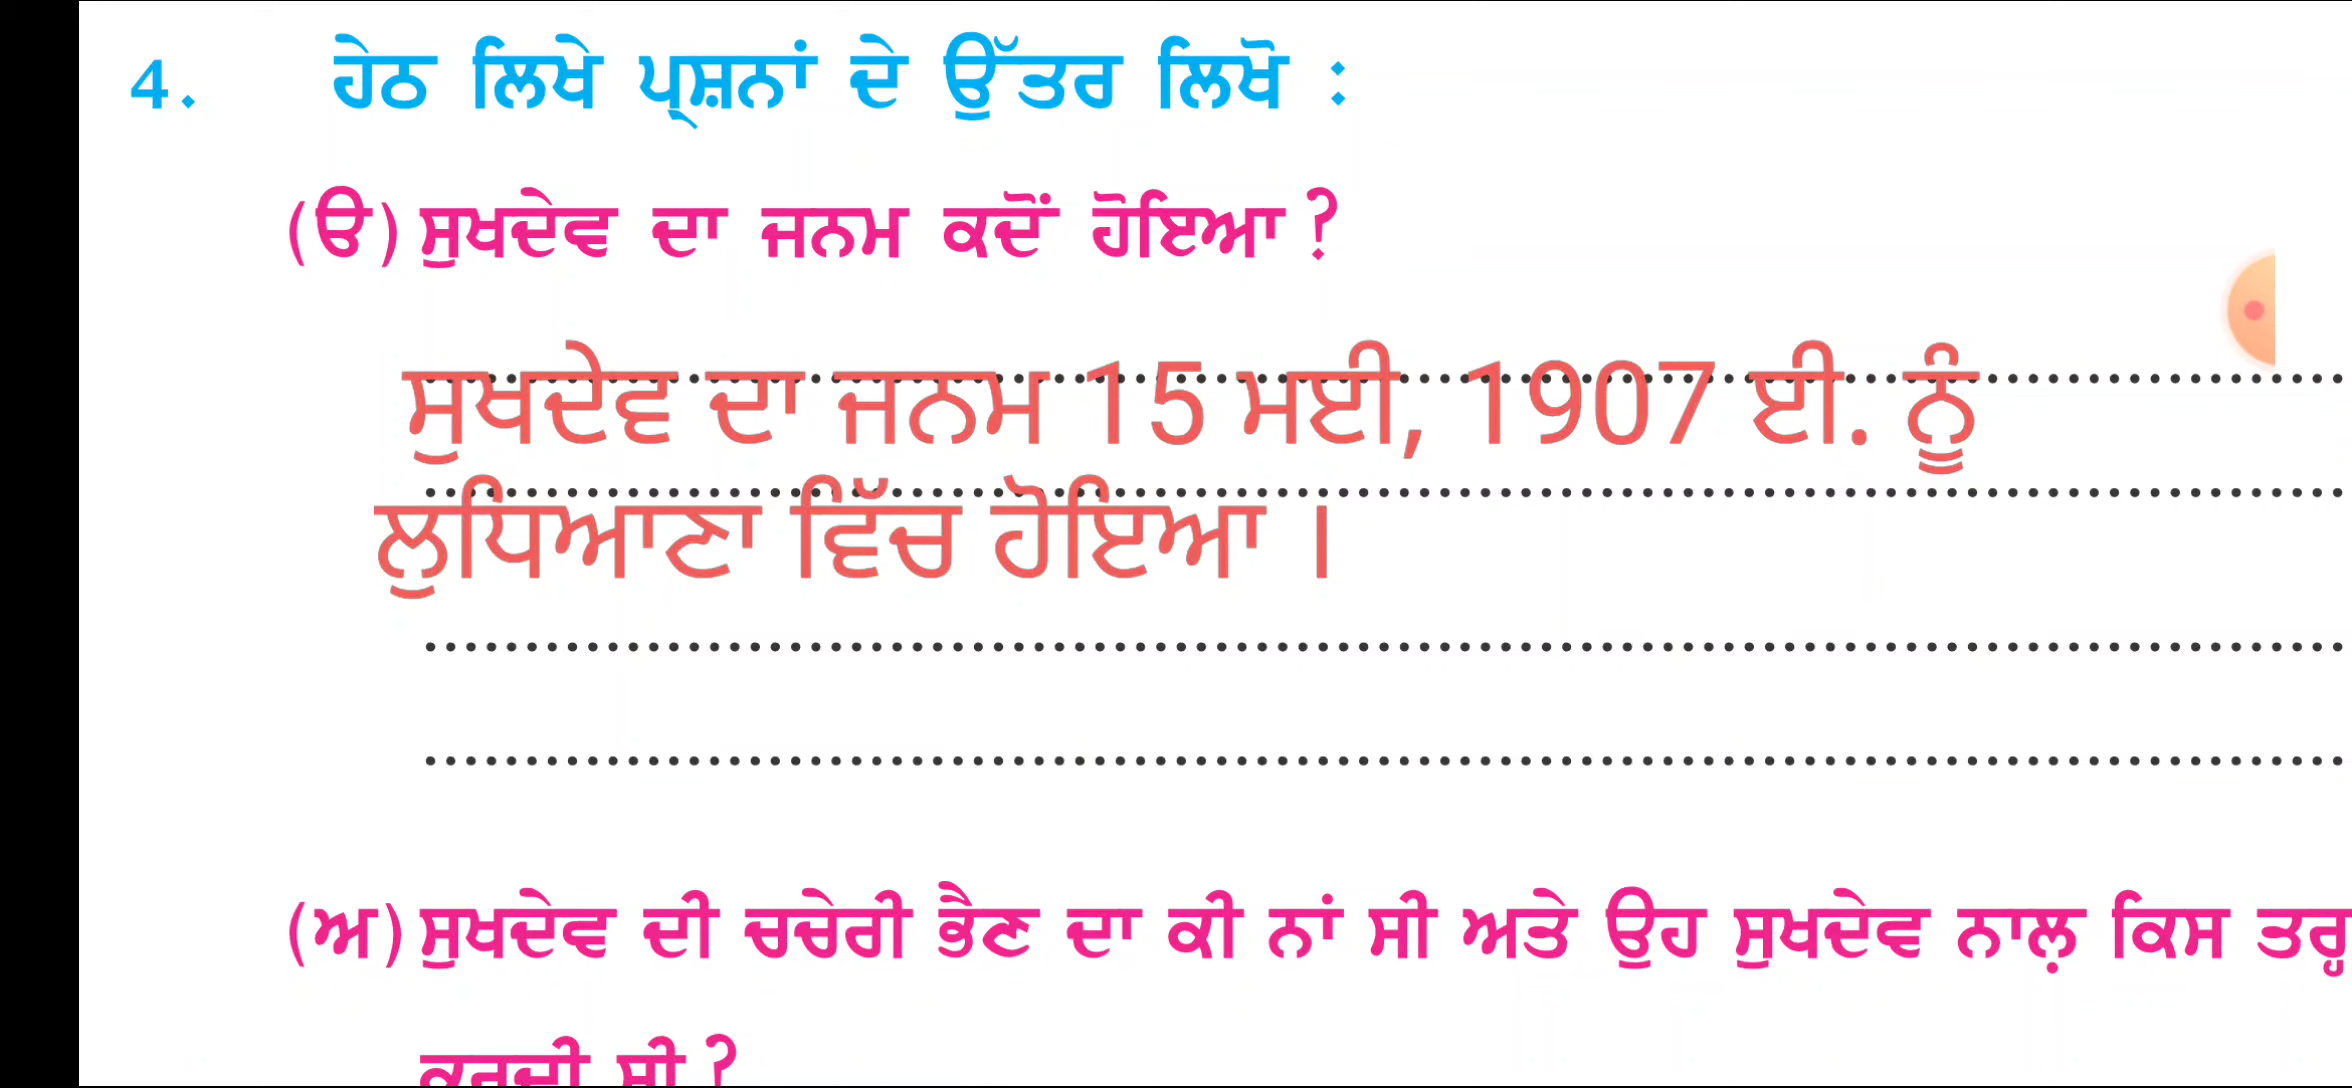 4. ਹੇਠ ਲਿਖੇ ਪ੍ਰਸ਼ਨਾਂ ਦੇ ਉੱਤਰ ਲਿਖੋ :
(ੳ) ਸੁਖਦੇਵ ਦਾ ਜਨਮ ਕਦੋਂ ਹੋਇਆ ?
ਸੁਖਦੇਵ ਦਾ ਜਨਮ 15 ਮਈ, 1907 ਈ. ਨੂੰ
ਲੁਧਿਆਣਾ ਵਿੱਚ ਹੋਇਆ ।
(ਅ) ਸੁਖਦੇਵ ਦੀ ਚਚੇਰੀ ਭੈਣ ਦਾ ਕੀ ਨਾਂ ਸੀ ਅਤੇ ਉਹ ਸੁਖਦੇਵ ਨਾਲ਼ ਕਿਸ
ਕਰਦੀ ਸੀ ?